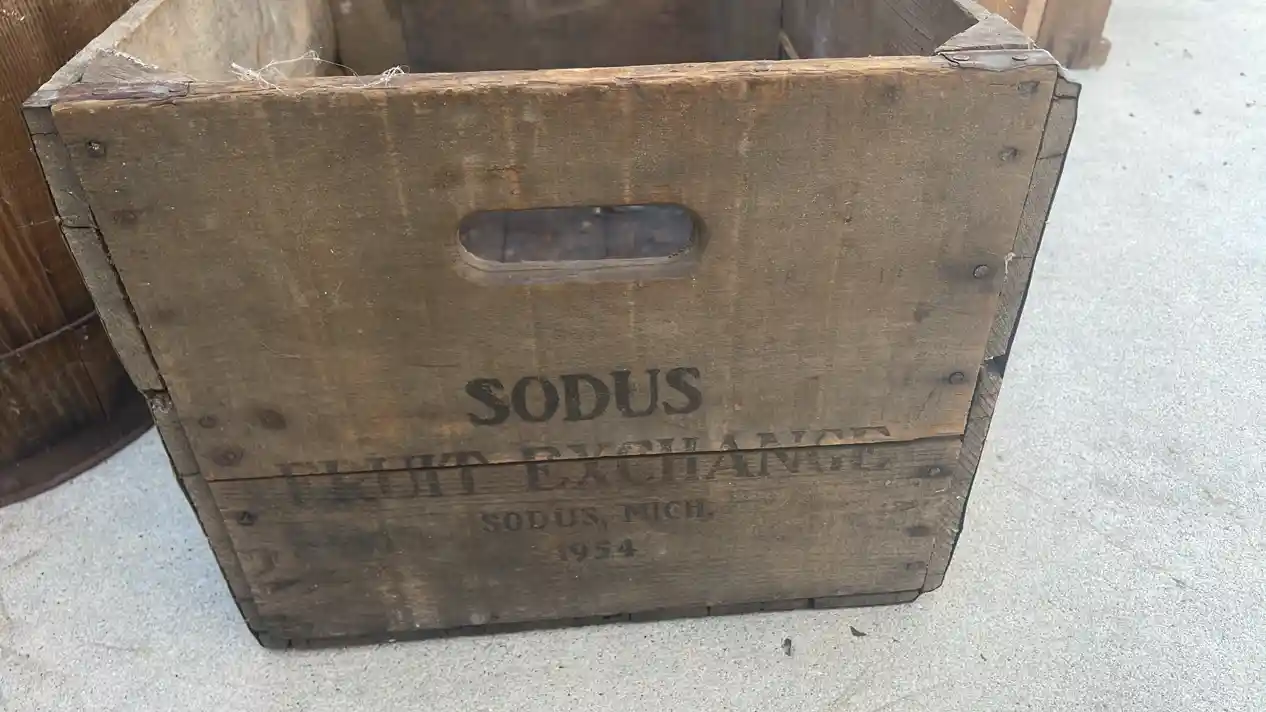 SODUS
FRUIT EXCHANGE
SODUS, MICH.
1954